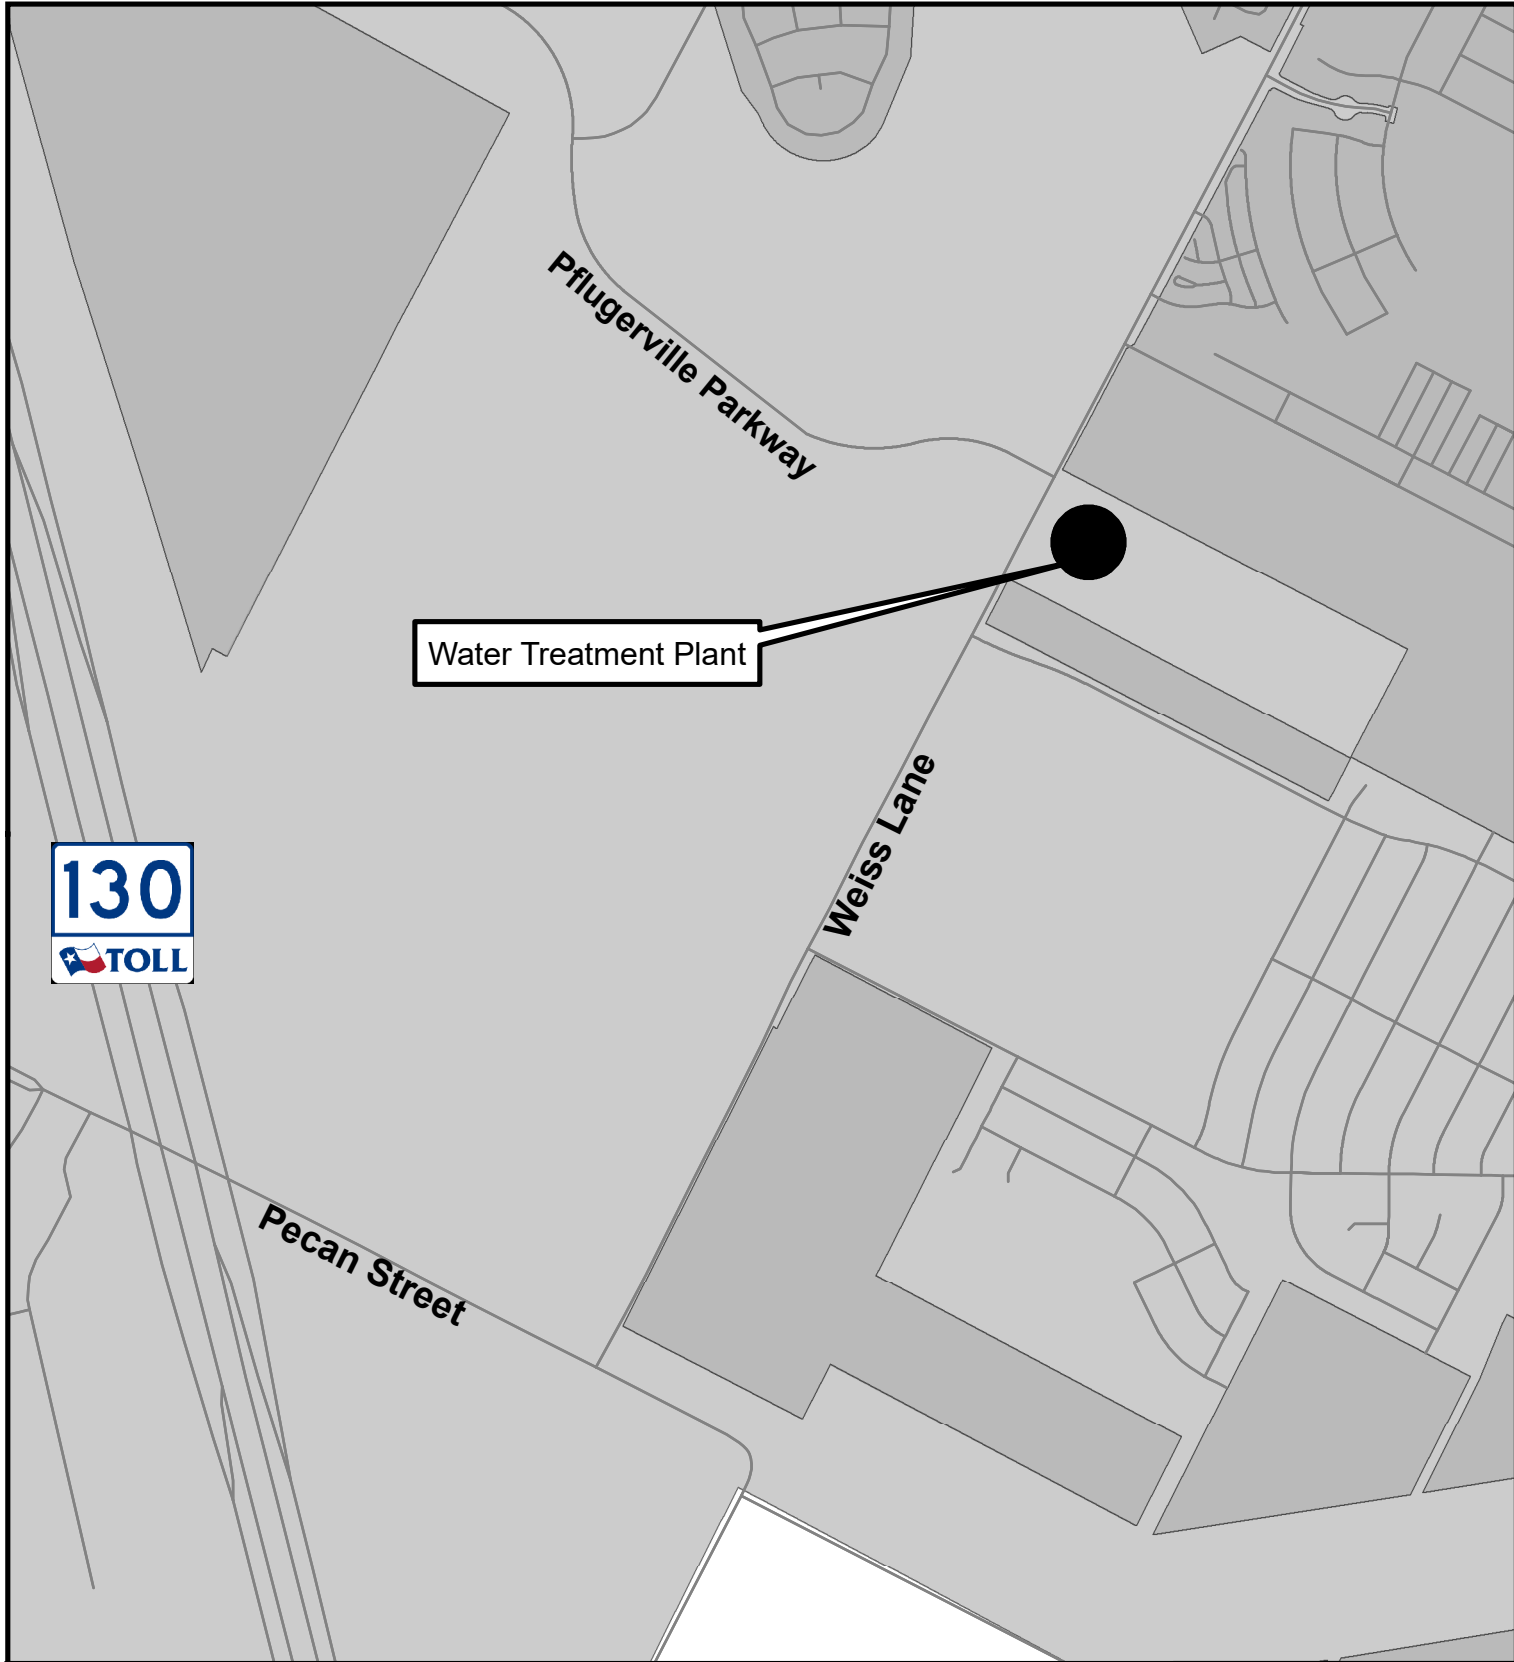 Pflugerville Parkway
Water Treatment Plant
Weiss Lane
130
TOLL
Pecan Street